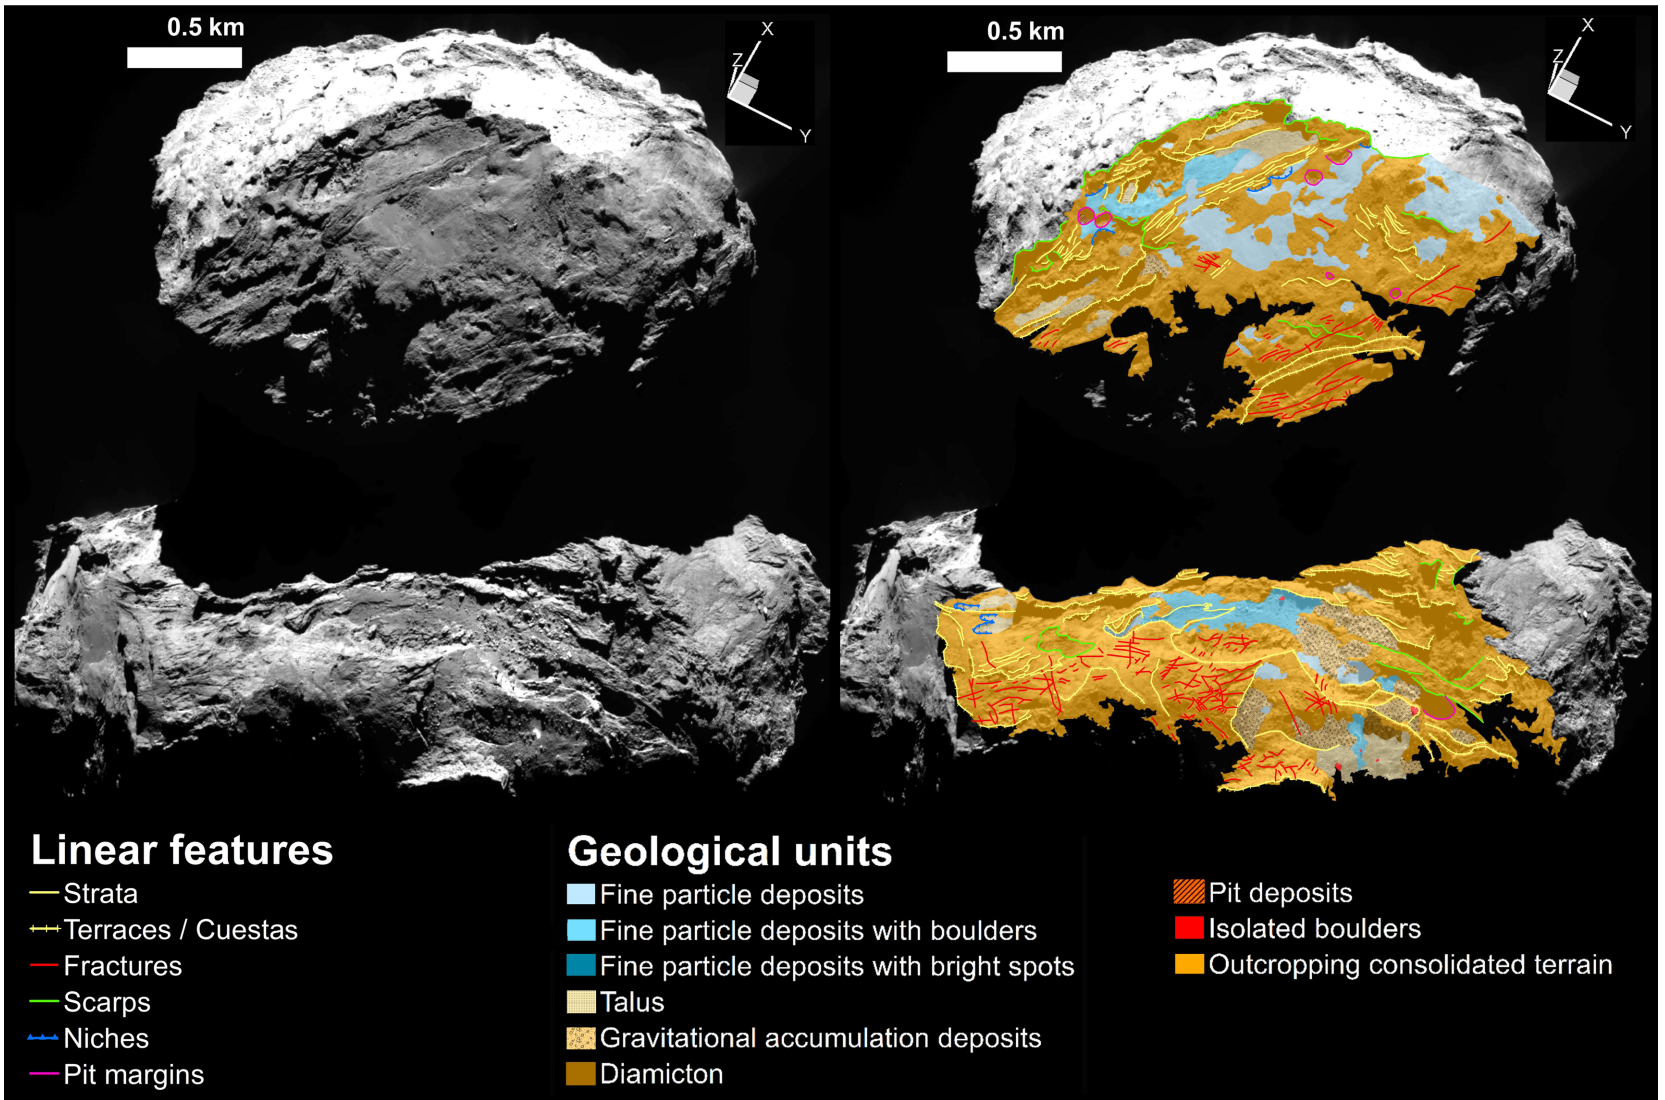 0.5 km
X
Z
Y
0.5 km
X
Z
Y
Linear features
Strata
Terraces / Cuestas
Fractures
Scarps
Niches
Pit margins
Geological units
Fine particle deposits
Fine particle deposits with boulders
Fine particle deposits with bright spots
Talus
Gravitational accumulation deposits
Diamicton
Pit deposits
Isolated boulders
Outcropping consolidated terrain